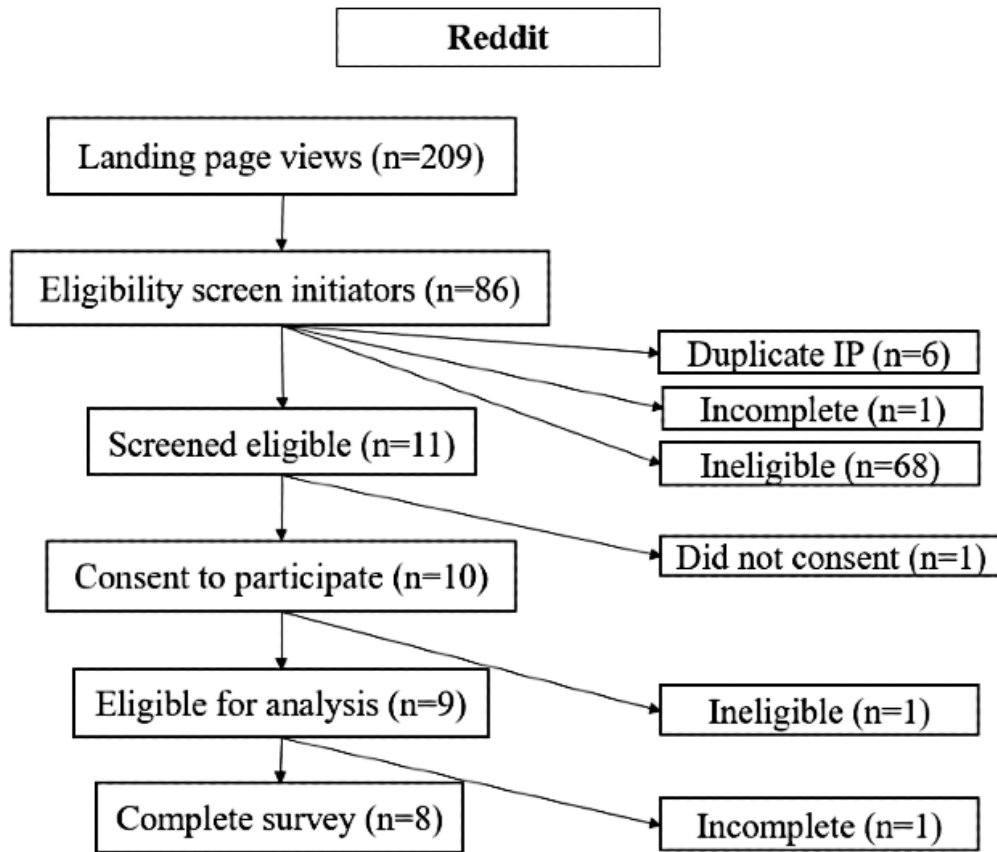 Reddit
Landing page views (n=209)
Eligibility screen initiators (n=86)
Duplicate IP (n=6)
Incomplete (n=1)
Ineligible (n=68)
Screened eligible (n=11)
Did not consent (n=1)
Consent to participate (n=10)
Ineligible (n=1)
Eligible for analysis (n=9)
Incomplete (n=1)
Complete survey (n=8)